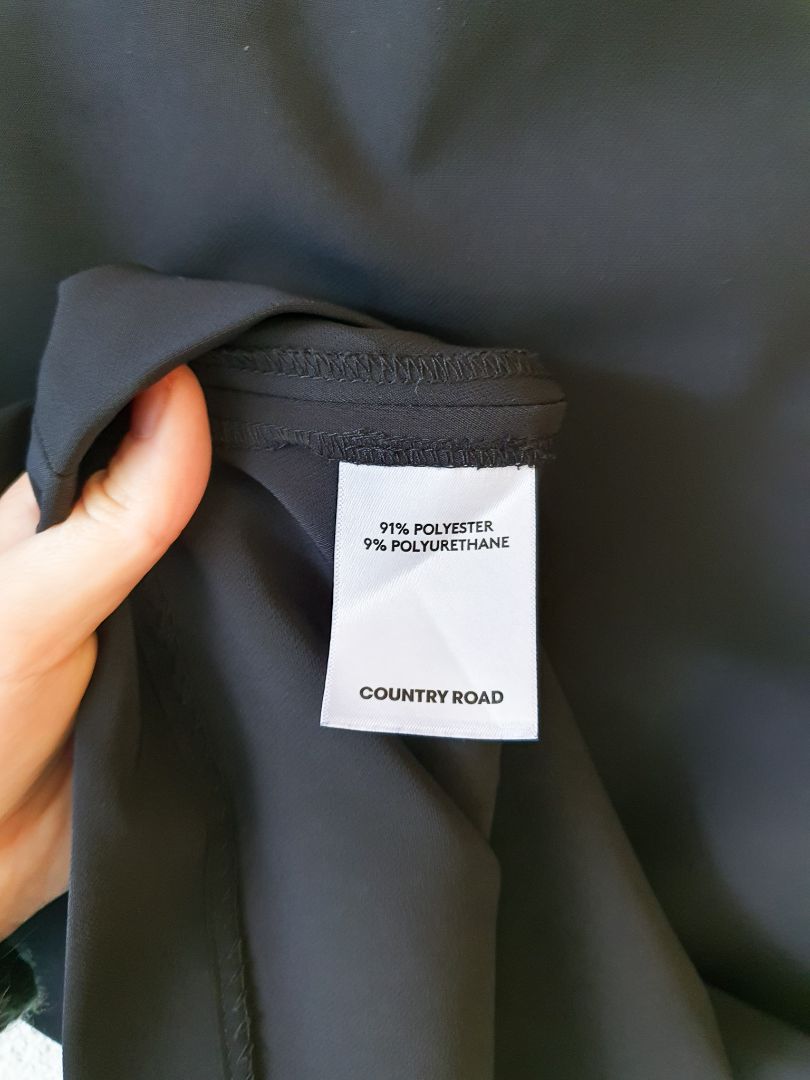 91% POLYESTER
9% POLYURETHANE
COUNTRY ROAD